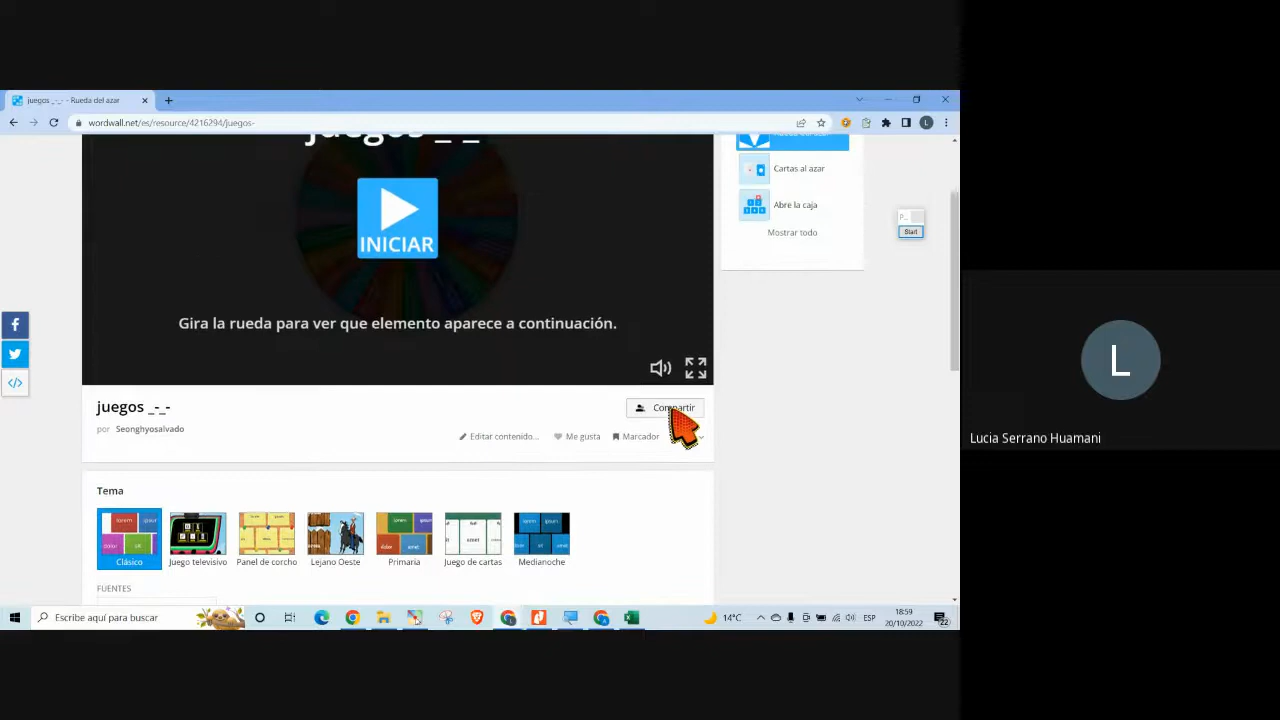 juegos _-_- - Rueda del azar
wordwall.net/es/resource/4216294/juegos-
L
juegos _-_-
INICIAR
Gira la rueda para ver que elemento aparece a continuación.
Cartas al azar
Abre la caja
Mostrar todo
Start
juegos _-_-
Compartir
por Seonghyosalvado
Editar contenido...
Me gusta
Marcador
Tema
Clásico
Juego televisivo
Panel de corcho
Lejano Oeste
Primaria
Juego de cartas
Medianoche
FUENTES
Escribe aquí para buscar
14°C
ESP
18:59
20/10/2022
22
L
Lucia Serrano Huamani